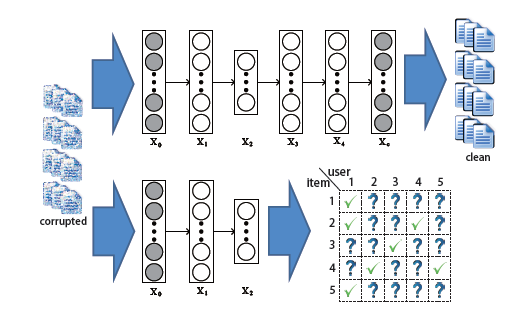 X₀ X₁ X₂ X₃ X₄ Xc
clean
corrupted
user
item 1 2 3 4 5
1 ✓ ? ? ? ?
2 ✓ ? ? ✓ ?
3 ? ? ✓ ? ?
4 ? ✓ ? ? ✓
5 ✓ ? ? ? ?
X₀ X₁ X₂